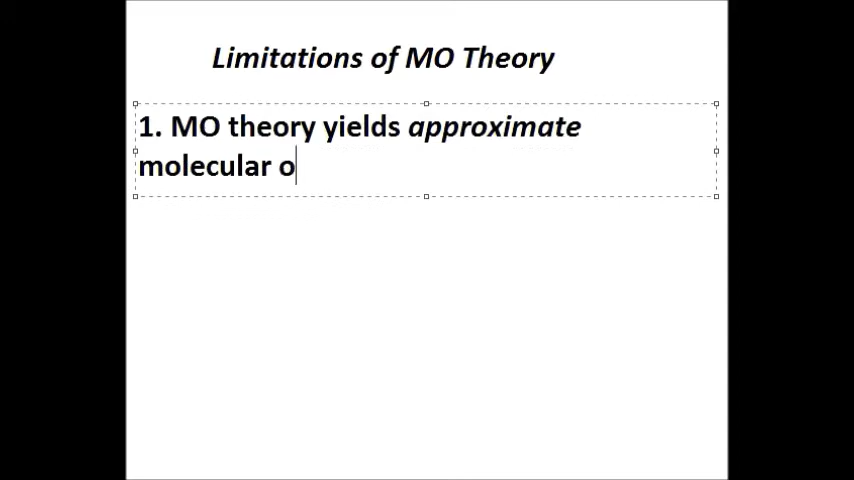 Limitations of MO Theory
1. MO theory yields approximate
molecular o